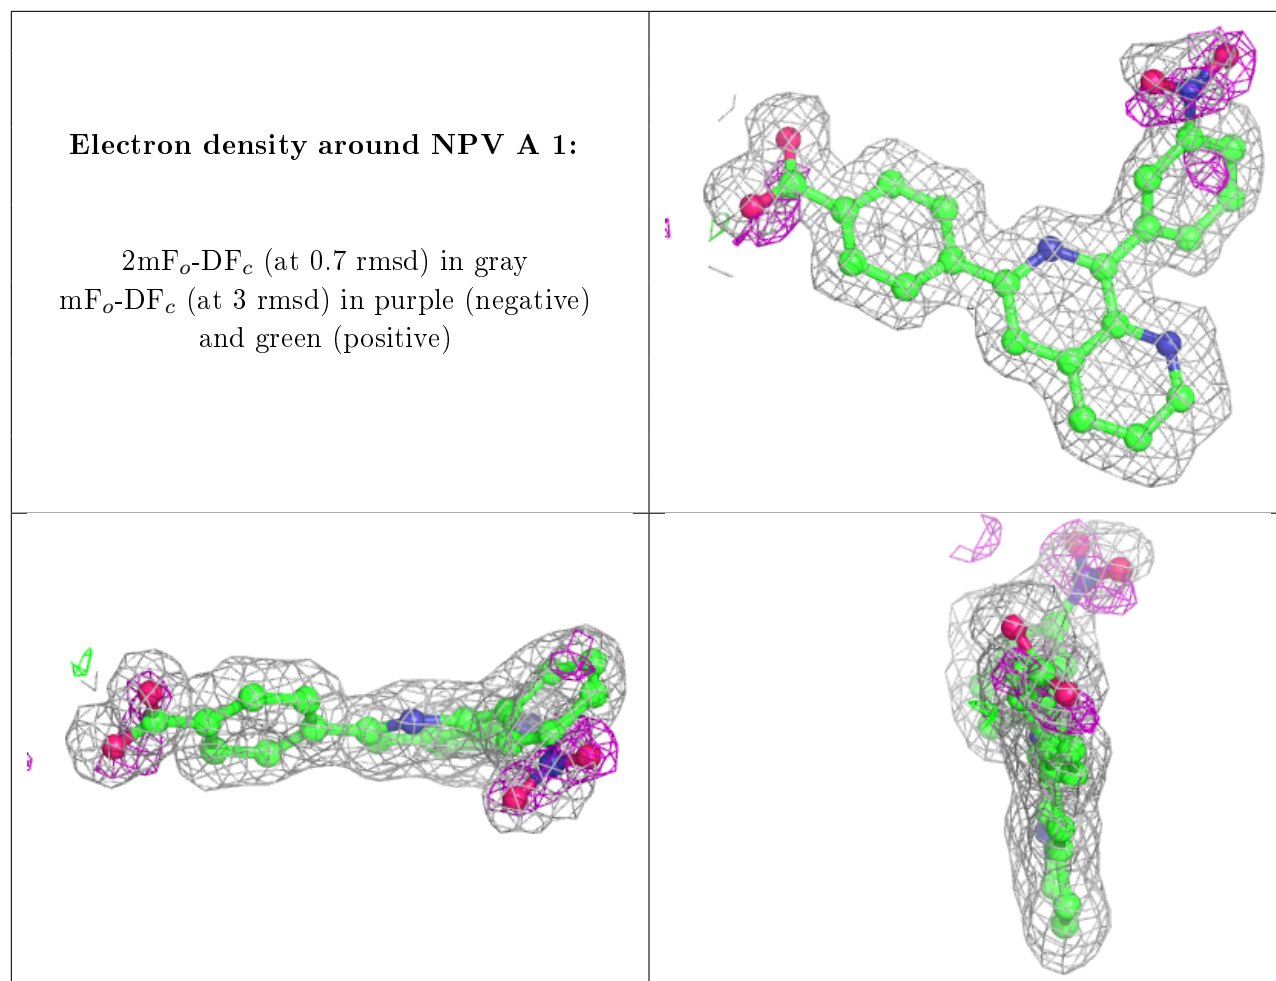 Electron density around NPV A 1:
2mFo-DFc (at 0.7 rmsd) in gray
mFo-DFc (at 3 rmsd) in purple (negative)
and green (positive)